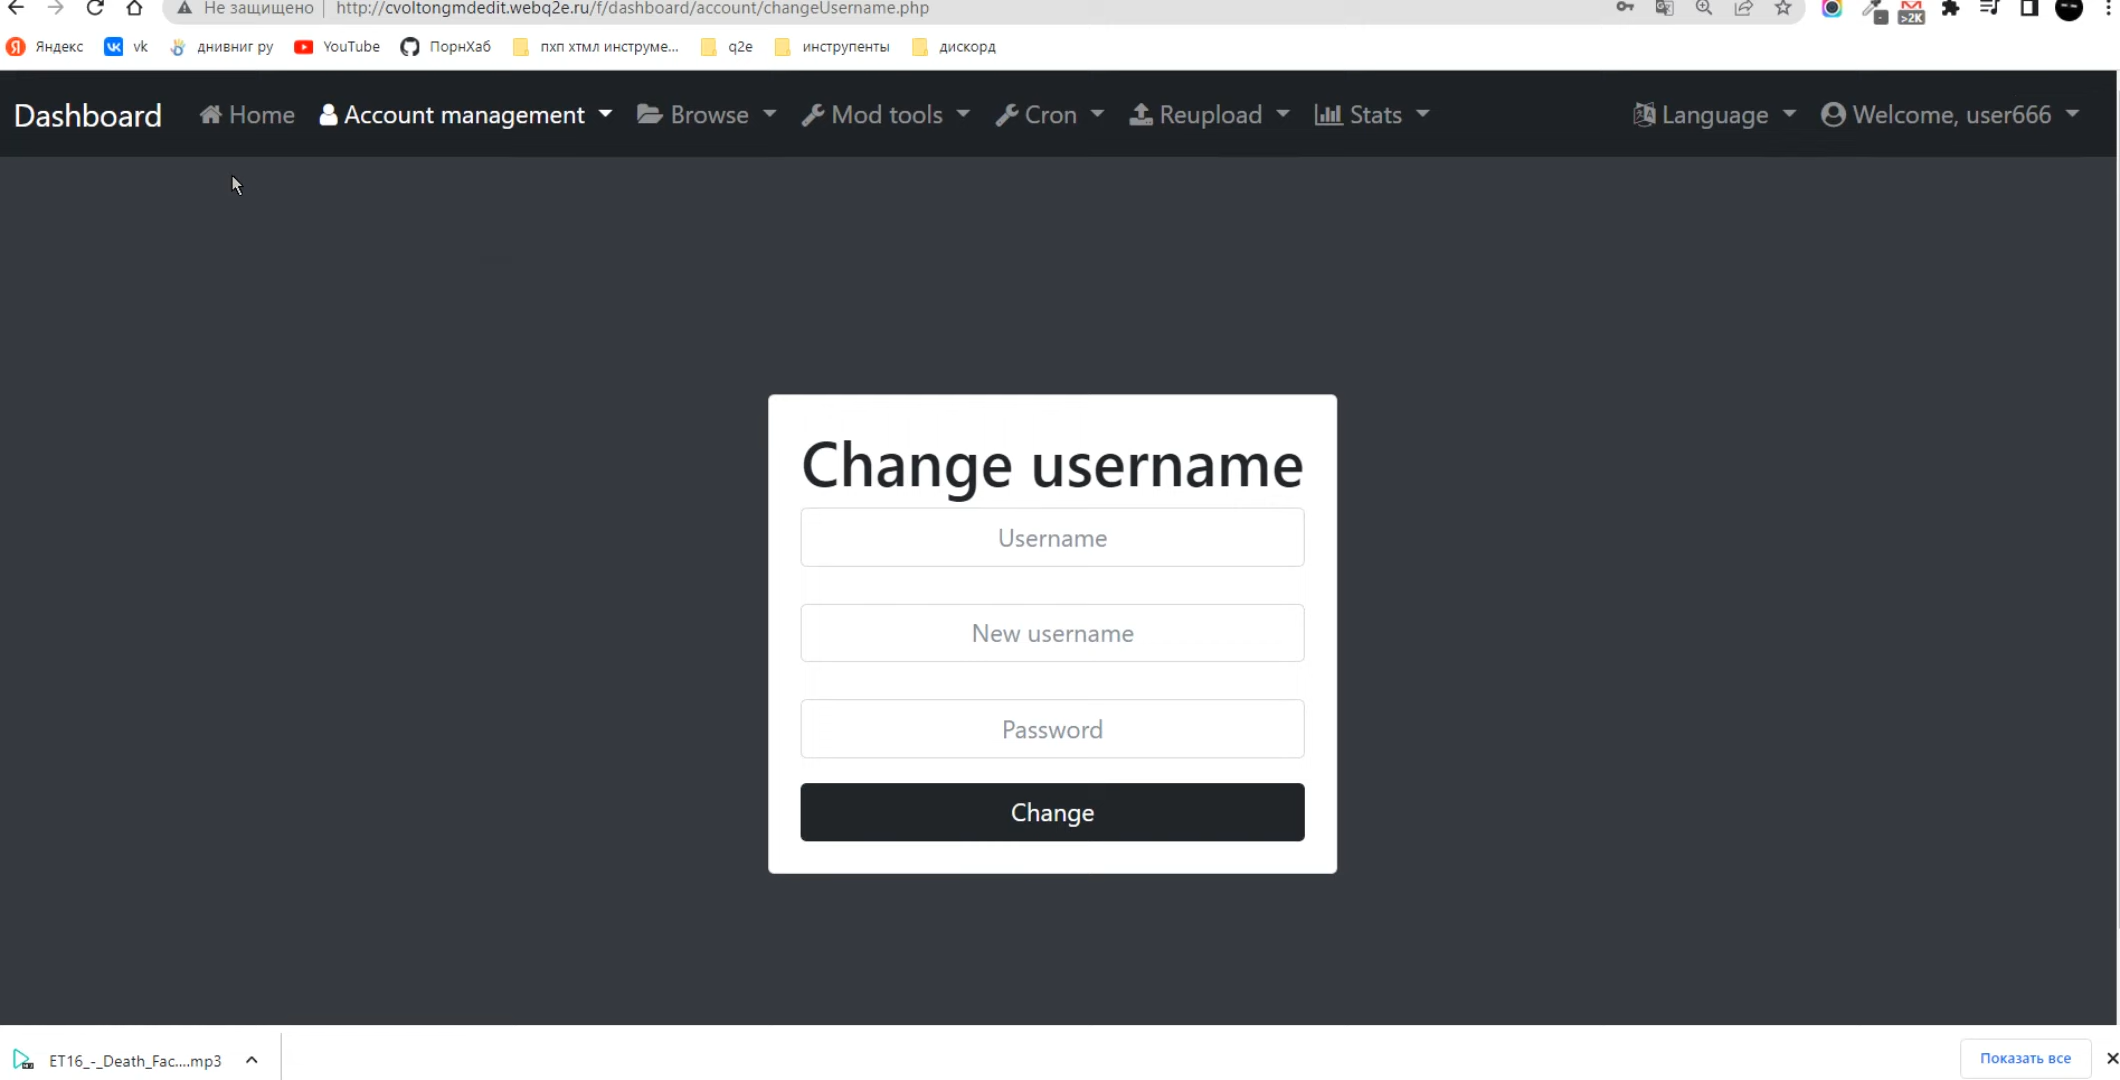 Не защищено | http://cvoltongmdedit.webq2e.ru/f/dashboard/account/changeUsername.php
>2K
Яндекс vk днивниг ру YouTube ПорнХаб пхп хтмл инструме... q2e инструпенты дискорд
Dashboard Home Account management Browse Mod tools Cron Reupload Stats Language Welcome, user666
Change username
Username
New username
Password
Change
ET16_-_Death_Fac....mp3 Показать все